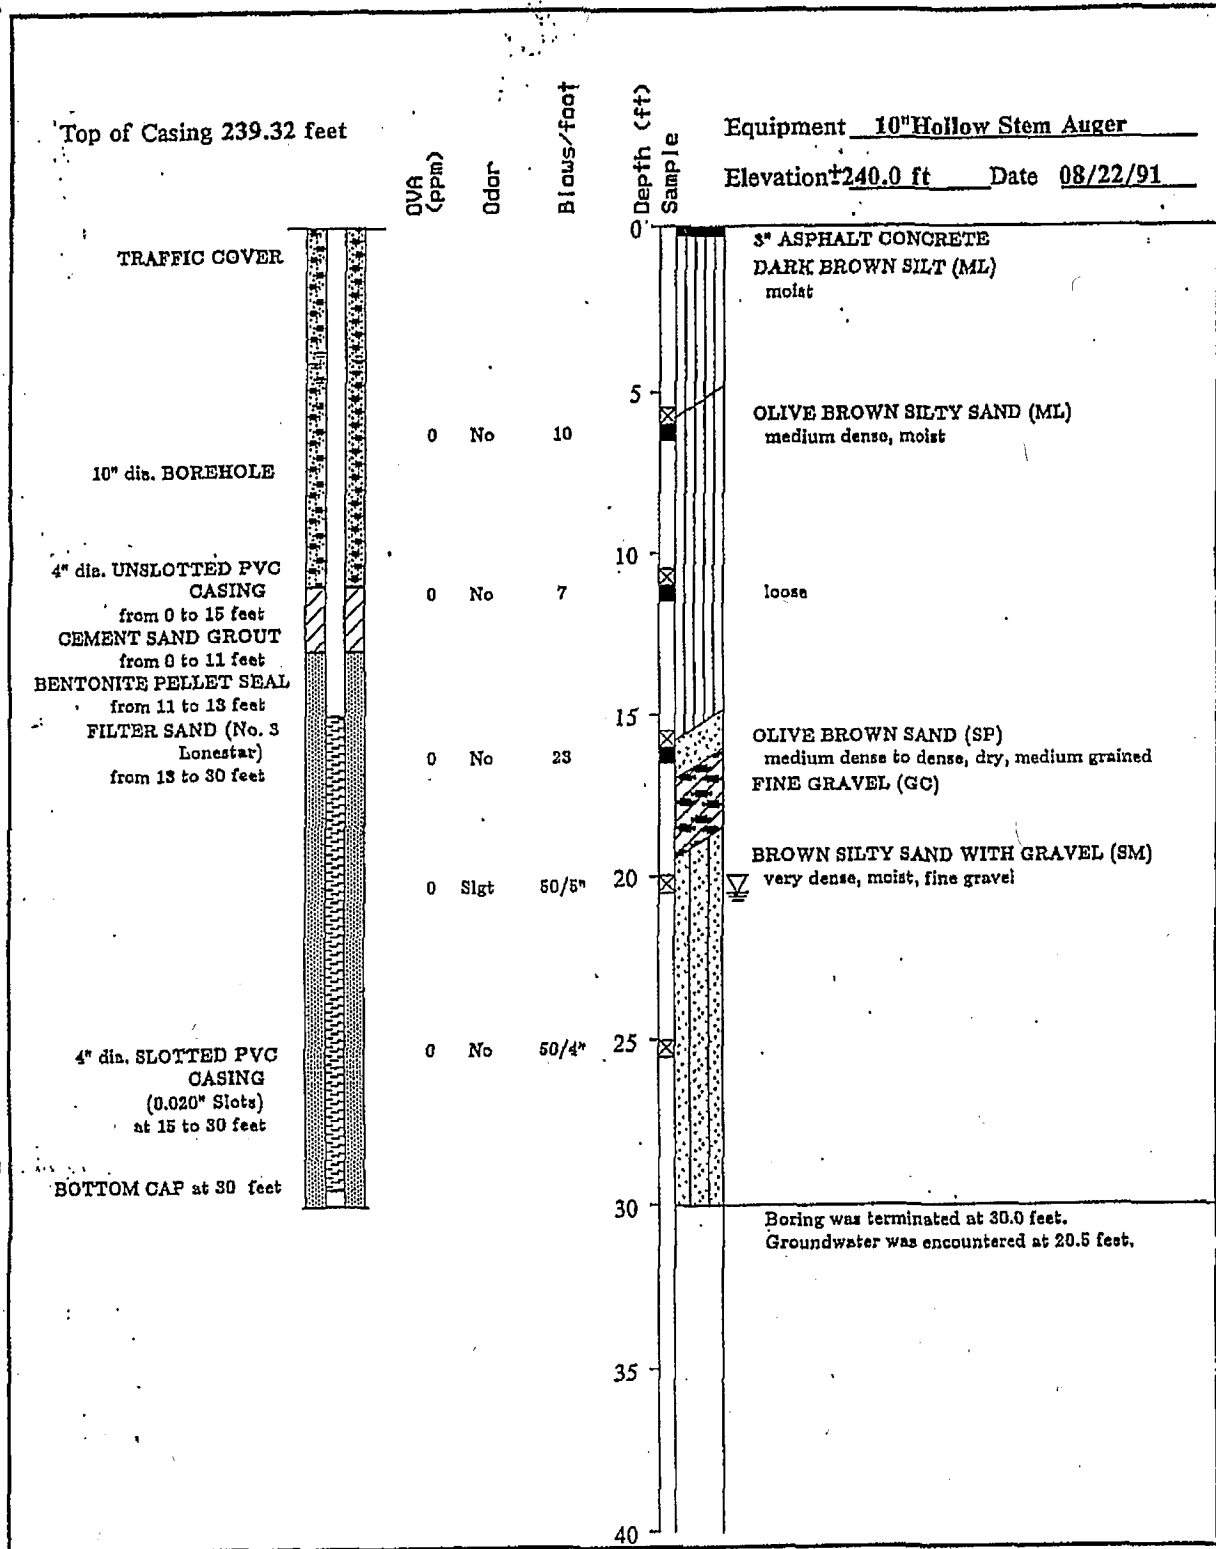 Top of Casing 239.32 feet
OVA (ppm)
Odor
Blows/foot
Depth (ft)
Sample
Equipment 10"Hollow Stem Auger
Elevation ±240.0 ft Date 08/22/91
TRAFFIC COVER
10" dia. BOREHOLE
4" dia. UNSLOTTED PVC
CASING
from 0 to 15 feet
CEMENT SAND GROUT
from 0 to 11 feet
BENTONITE PELLET SEAL
from 11 to 13 feet
FILTER SAND (No. 3
Lonestar)
from 13 to 30 feet
4" dia. SLOTTED PVC
CASING
(0.020" Slots)
at 15 to 30 feet
BOTTOM CAP at 30 feet
0 No 10
0 No 7
0 No 23
0 Slgt 50/5"
0 No 50/4"
0
5
10
15
20
25
30
35
40
3" ASPHALT CONCRETE
DARK BROWN SILT (ML)
moist
OLIVE BROWN SILTY SAND (ML)
medium dense, moist
loose
OLIVE BROWN SAND (SP)
medium dense to dense, dry, medium grained
FINE GRAVEL (GC)
BROWN SILTY SAND WITH GRAVEL (SM)
very dense, moist, fine gravel
Boring was terminated at 30.0 feet.
Groundwater was encountered at 20.5 feet.